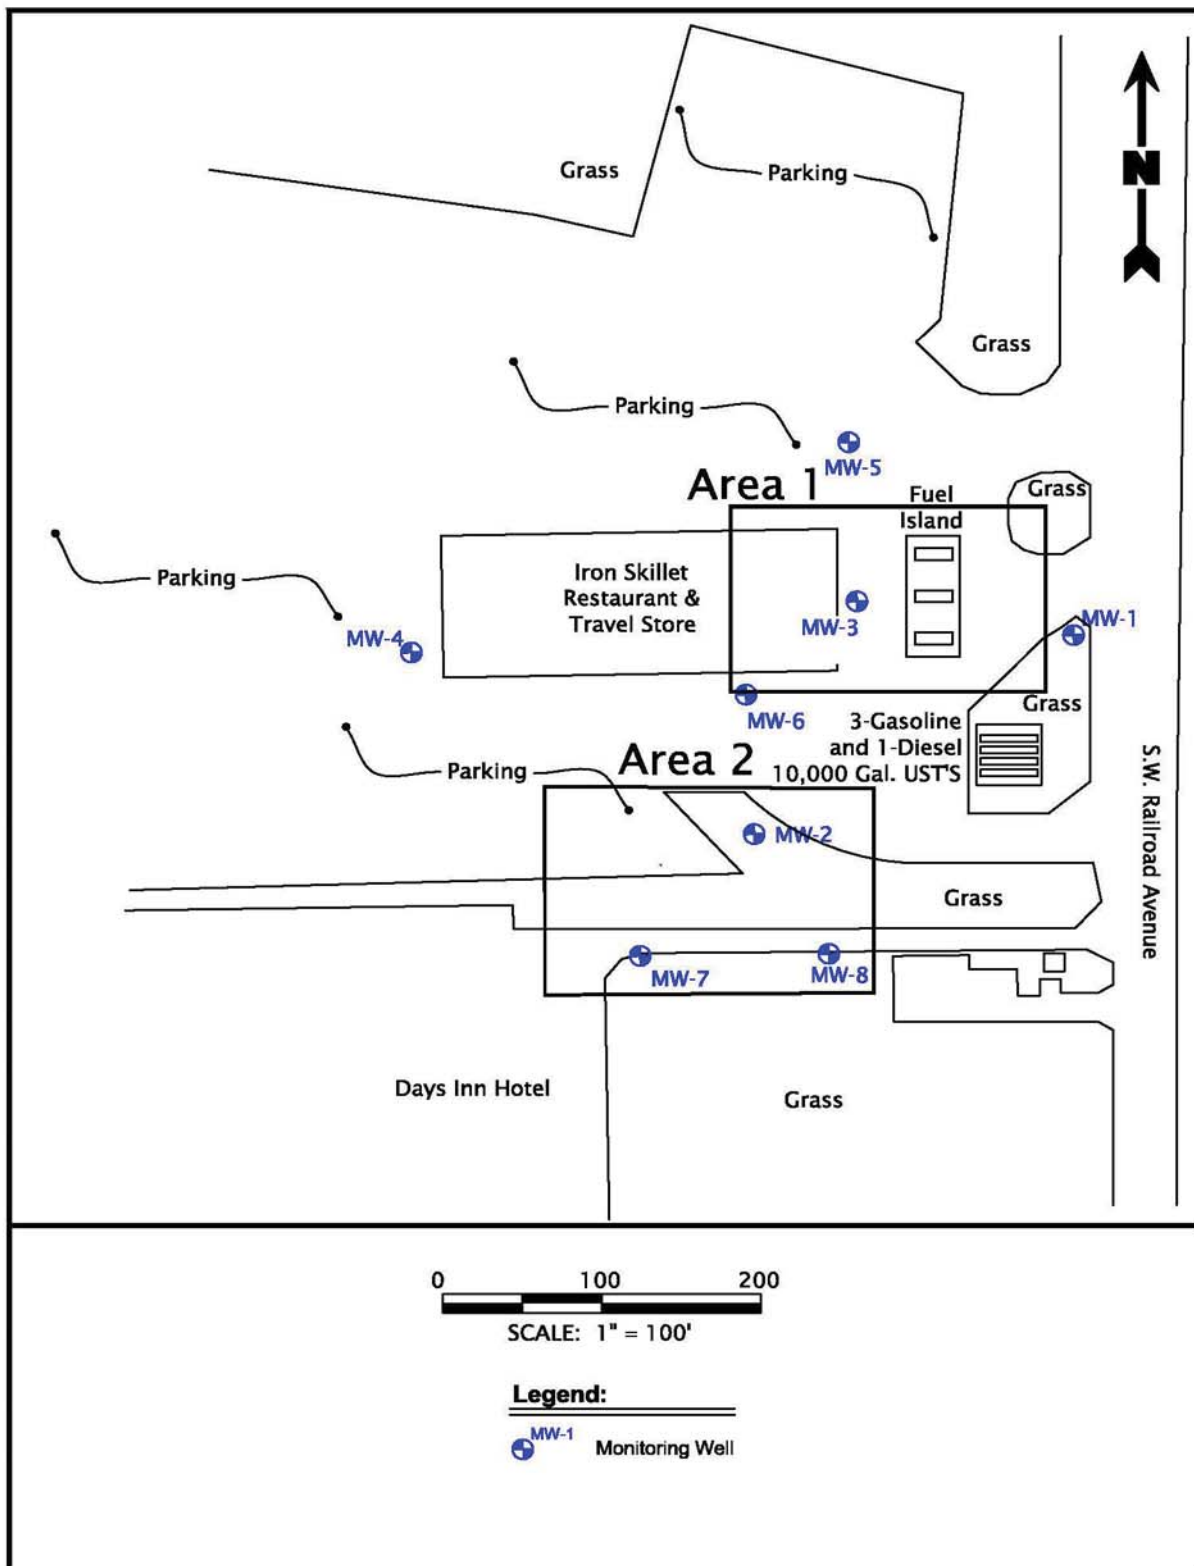 Grass
Parking
N
Grass
Parking
MW-5
Area 1
Fuel
Island
Grass
Parking
Iron Skillet
Restaurant &
Travel Store
MW-3
MW-1
MW-4
MW-6
Grass
3-Gasoline
and 1-Diesel
10,000 Gal. UST'S
Area 2
Parking
MW-2
S.W. Railroad Avenue
Grass
MW-7
MW-8
Days Inn Hotel
Grass
0 100 200
SCALE: 1" = 100'
Legend:
MW-1
Monitoring Well